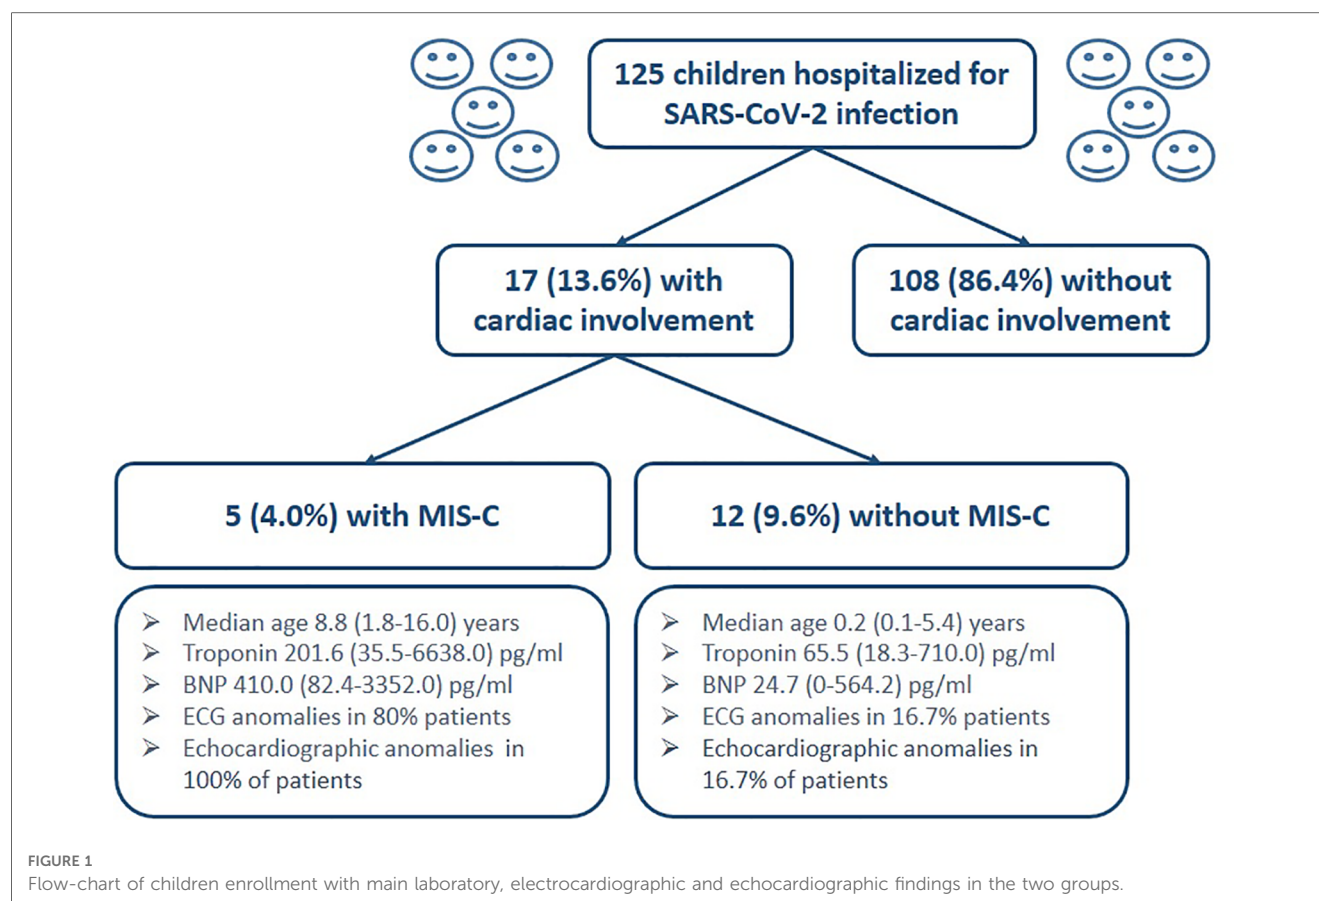 125 children hospitalized for
SARS-CoV-2 infection
17 (13.6%) with
cardiac involvement
108 (86.4%) without
cardiac involvement
5 (4.0%) with MIS-C
12 (9.6%) without MIS-C
➢ Median age 8.8 (1.8-16.0) years
➢ Troponin 201.6 (35.5-6638.0) pg/ml
➢ BNP 410.0 (82.4-3352.0) pg/ml
➢ ECG anomalies in 80% patients
➢ Echocardiographic anomalies in
100% of patients
➢ Median age 0.2 (0.1-5.4) years
➢ Troponin 65.5 (18.3-710.0) pg/ml
➢ BNP 24.7 (0-564.2) pg/ml
➢ ECG anomalies in 16.7% patients
➢ Echocardiographic anomalies in
16.7% of patients
FIGURE 1
Flow-chart of children enrollment with main laboratory, electrocardiographic and echocardiographic findings in the two groups.